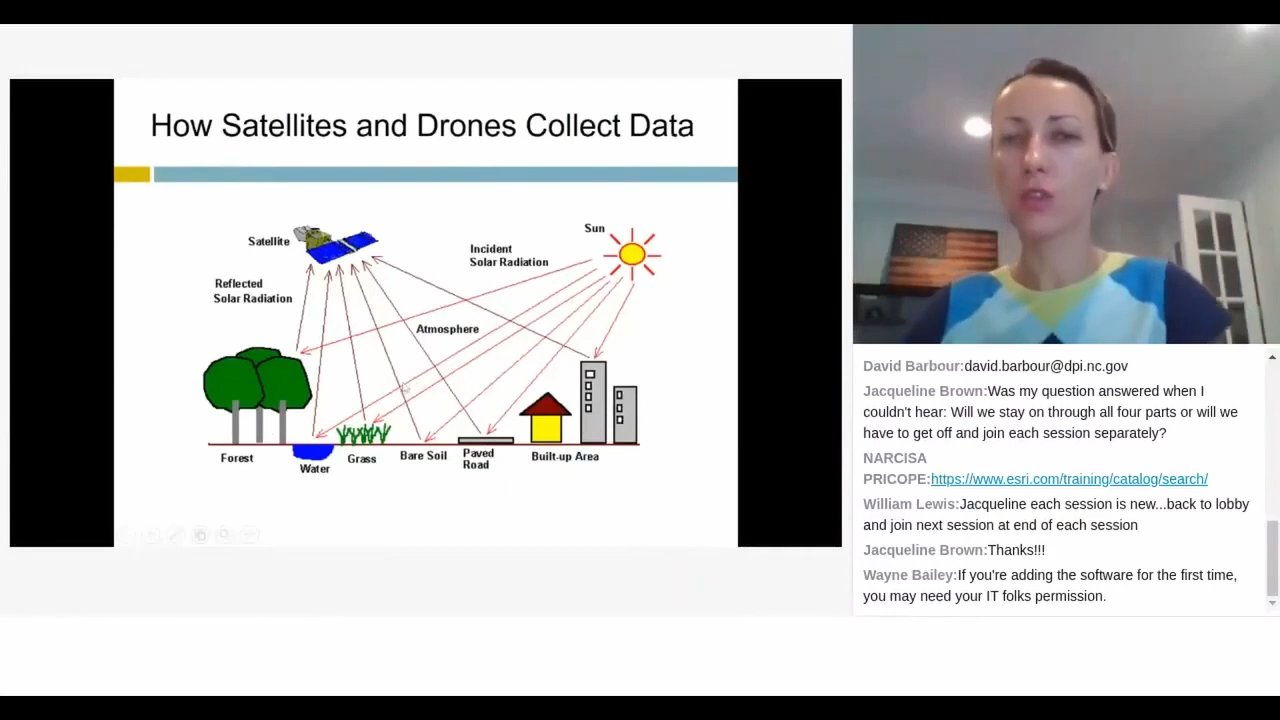 How Satellites and Drones Collect Data
Satellite
Sun
Incident
Solar Radiation
Reflected
Solar Radiation
Atmosphere
Forest
Water
Grass
Bare Soil
Paved
Road
Built-up Area
David Barbour:david.barbour@dpi.nc.gov
Jacqueline Brown:Was my question answered when I
couldn't hear: Will we stay on through all four parts or will we
have to get off and join each session separately?
NARCISA
PRICOPE:https://www.esri.com/training/catalog/search/
William Lewis:Jacqueline each session is new...back to lobby
and join next session at end of each session
Jacqueline Brown:Thanks!!!
Wayne Bailey:If you're adding the software for the first time,
you may need your IT folks permission.